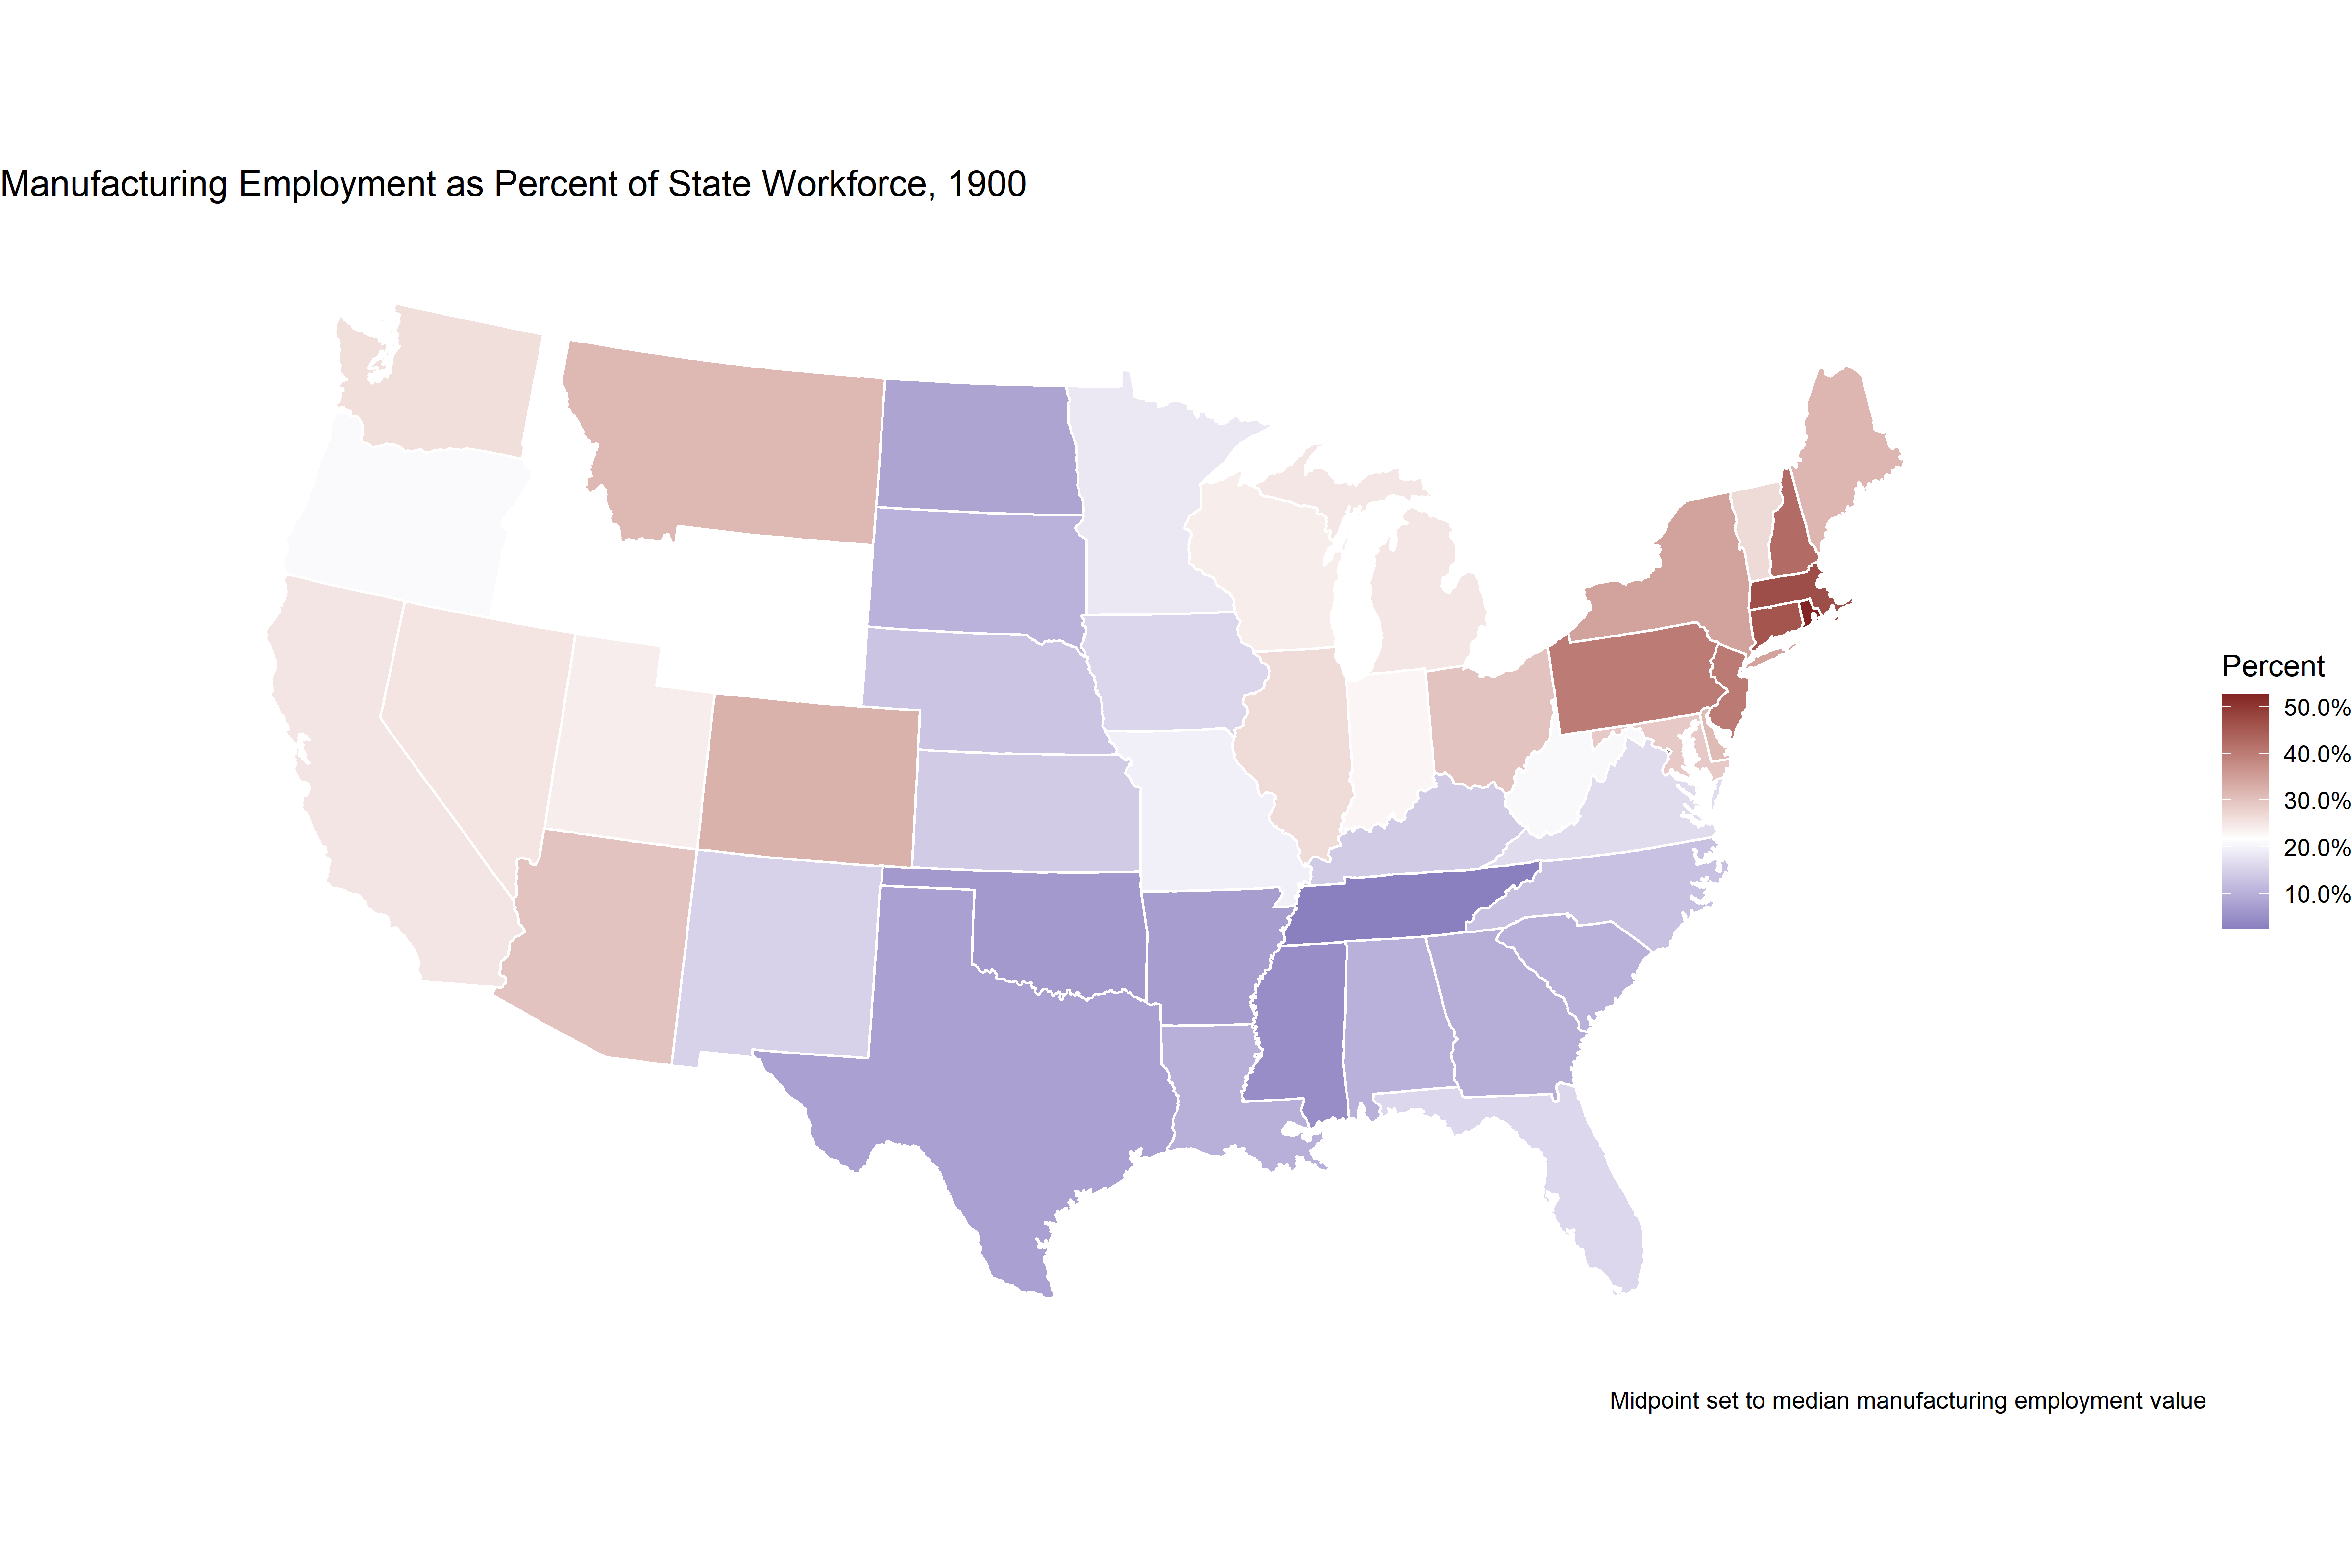 Manufacturing Employment as Percent of State Workforce, 1900
Percent
50.0%
40.0%
30.0%
20.0%
10.0%
Midpoint set to median manufacturing employment value